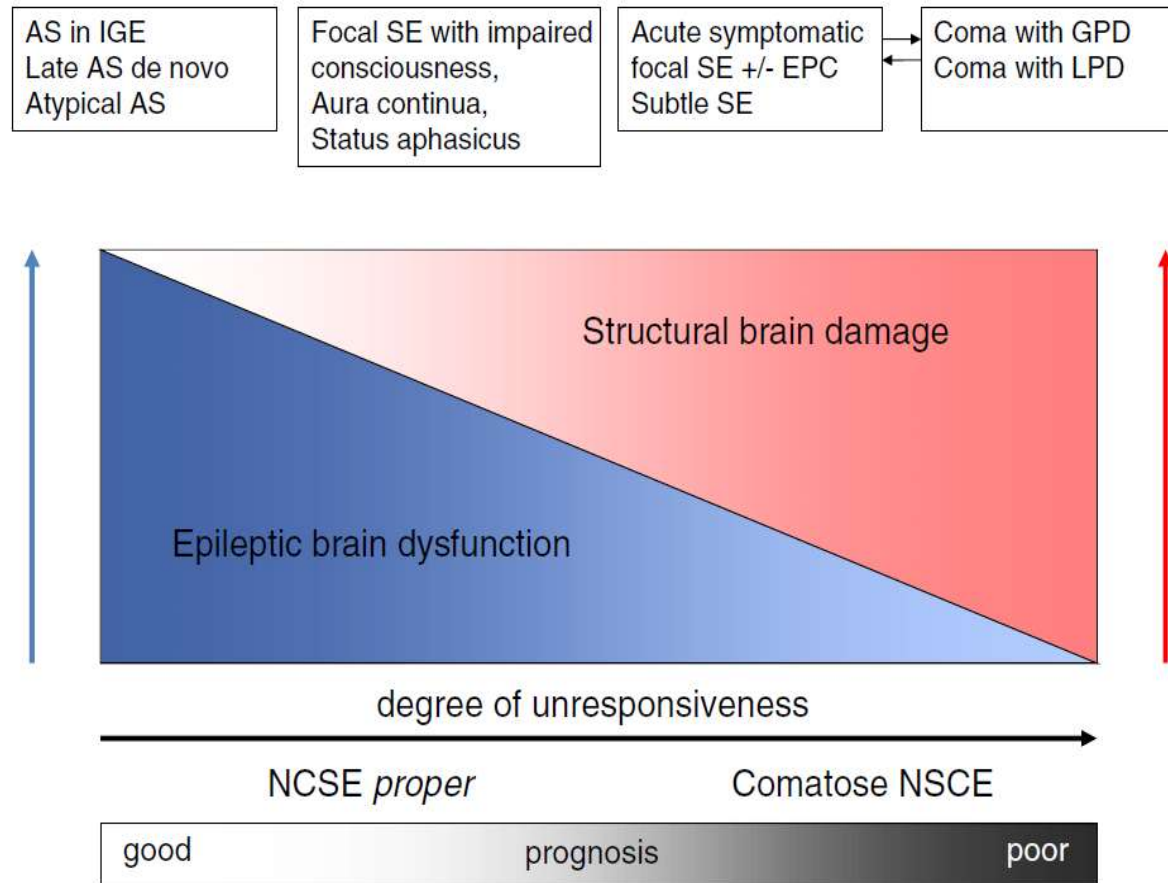 AS in IGE
Late AS de novo
Atypical AS
Focal SE with impaired
consciousness,
Aura continua,
Status aphasicus
Acute symptomatic
focal SE +/- EPC
Subtle SE
Coma with GPD
Coma with LPD
Structural brain damage
Epileptic brain dysfunction
degree of unresponsiveness
NCSE proper
Comatose NSCE
good
prognosis
poor